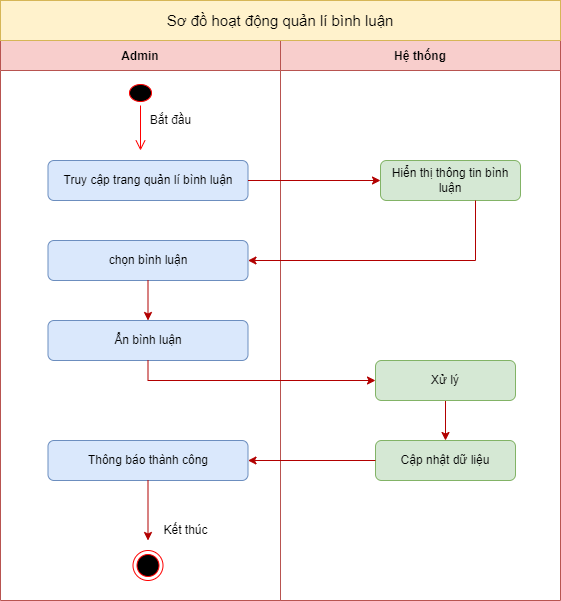 Sơ đồ hoạt động quản lí bình luận
Admin
Hệ thống
Bắt đầu
Truy cập trang quản lí bình luận
Hiển thị thông tin bình
luận
chọn bình luận
Ẩn bình luận
Xử lý
Thông báo thành công
Cập nhật dữ liệu
Kết thúc